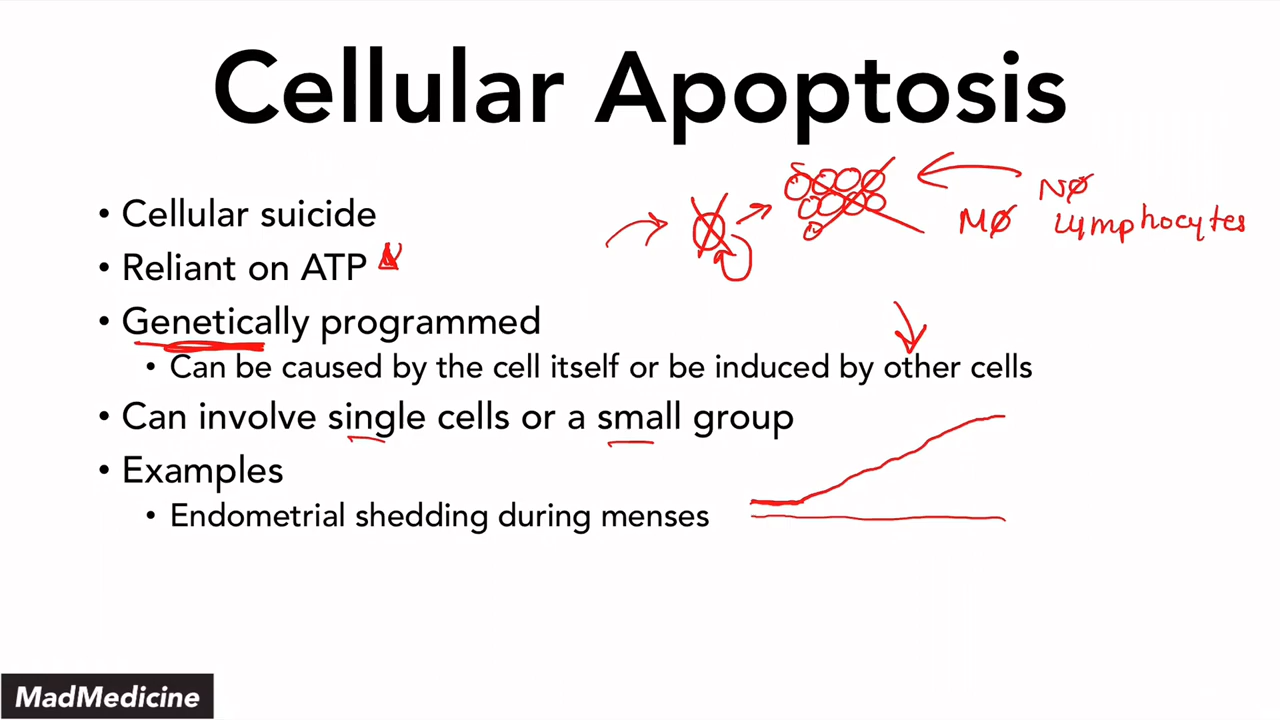 Cellular Apoptosis
• Cellular suicide
NØ
MØ Lymphocytes
• Reliant on ATP
• Genetically programmed
• Can be caused by the cell itself or be induced by other cells
• Can involve single cells or a small group
• Examples
• Endometrial shedding during menses
MadMedicine